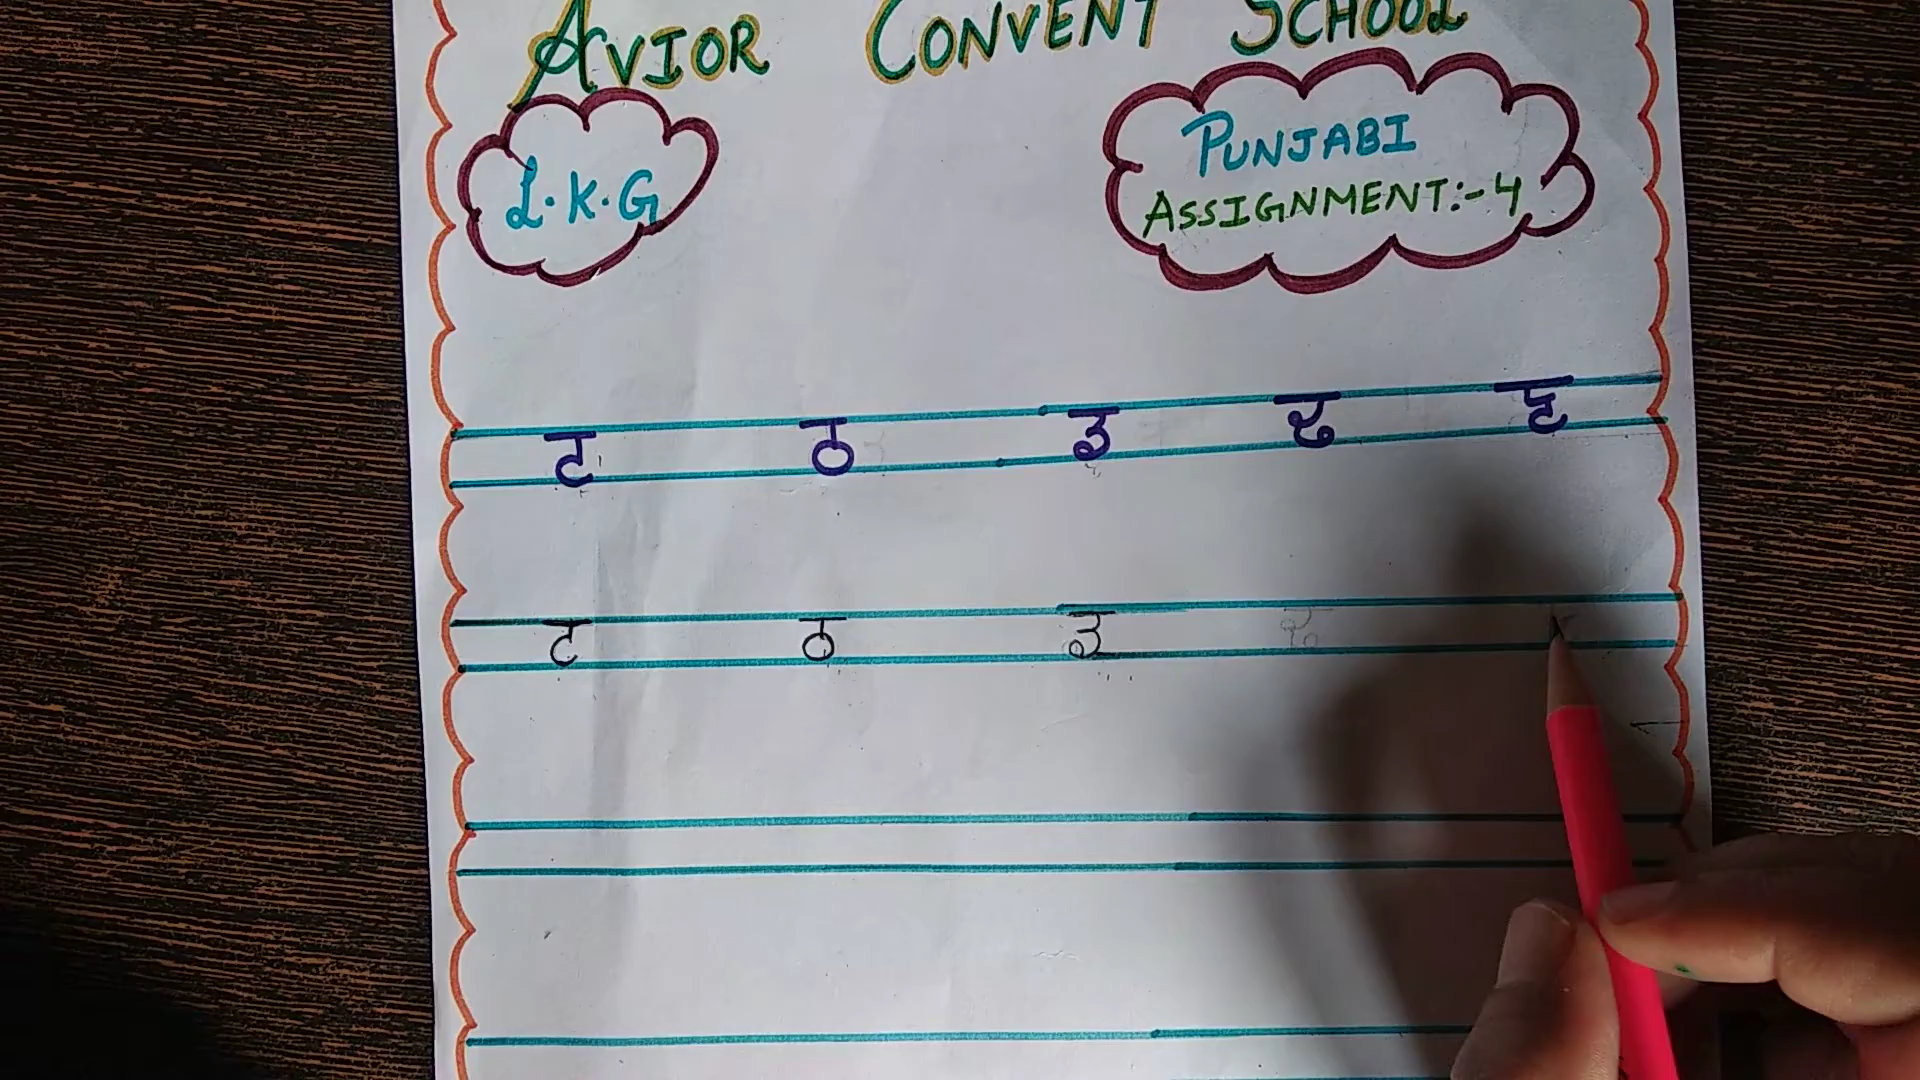 AVIOR CONVENT SCHOOL
L.K.G
PUNJABI
ASSIGNMENT:-4
ਟ ਠ ਡ ਢ ਣ
ਟ ਠ ਡ